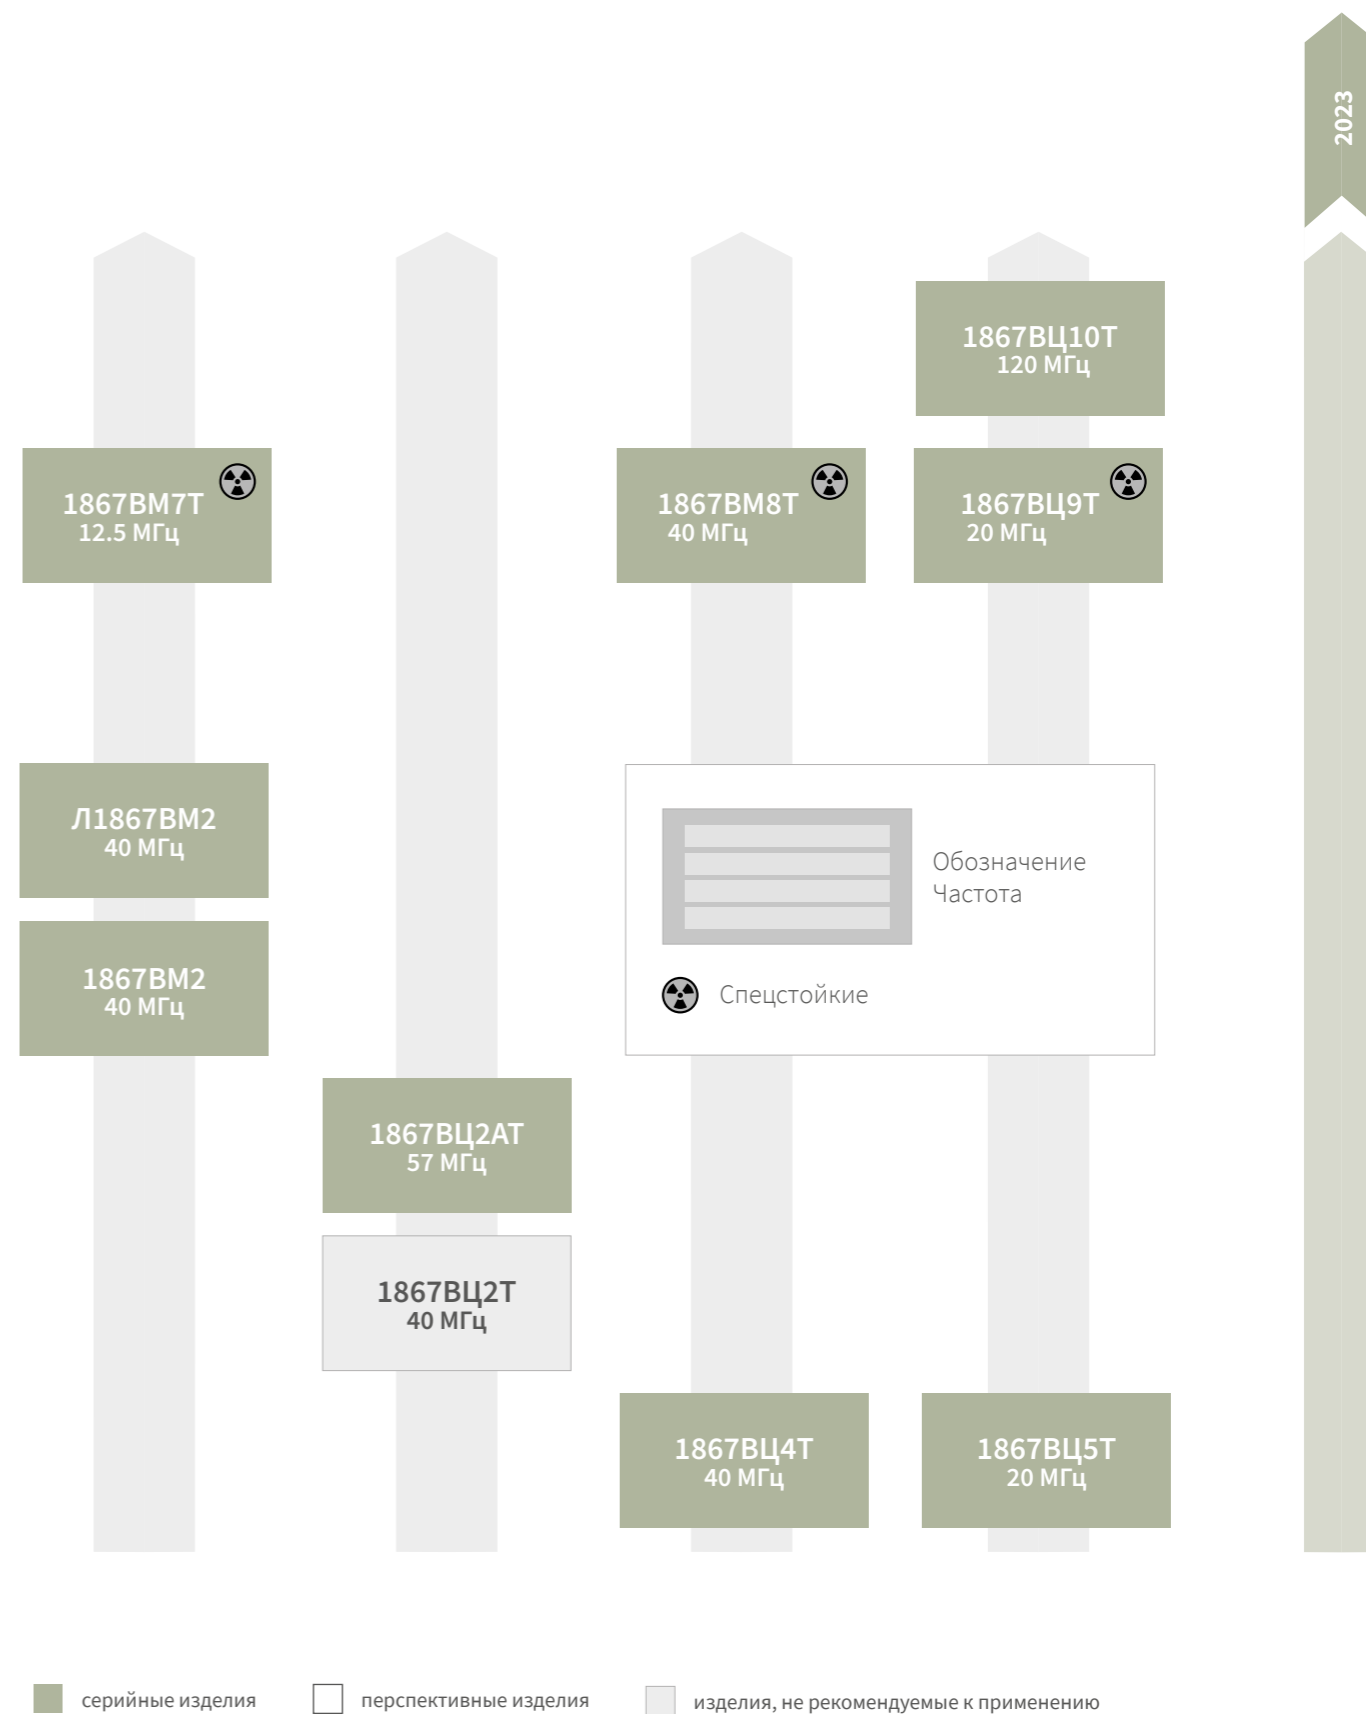 2023
1867ВЦ10Т
120 МГц
1867ВМ7Т
12.5 МГц
1867ВМ8Т
40 МГц
1867ВЦ9Т
20 МГц
Л1867ВМ2
40 МГц
Обозначение
Частота
1867ВМ2
40 МГц
Спецстойкие
1867ВЦ2АТ
57 МГц
1867ВЦ2Т
40 МГц
1867ВЦ4Т
40 МГц
1867ВЦ5Т
20 МГц
серийные изделия
перспективные изделия
изделия, не рекомендуемые к применению